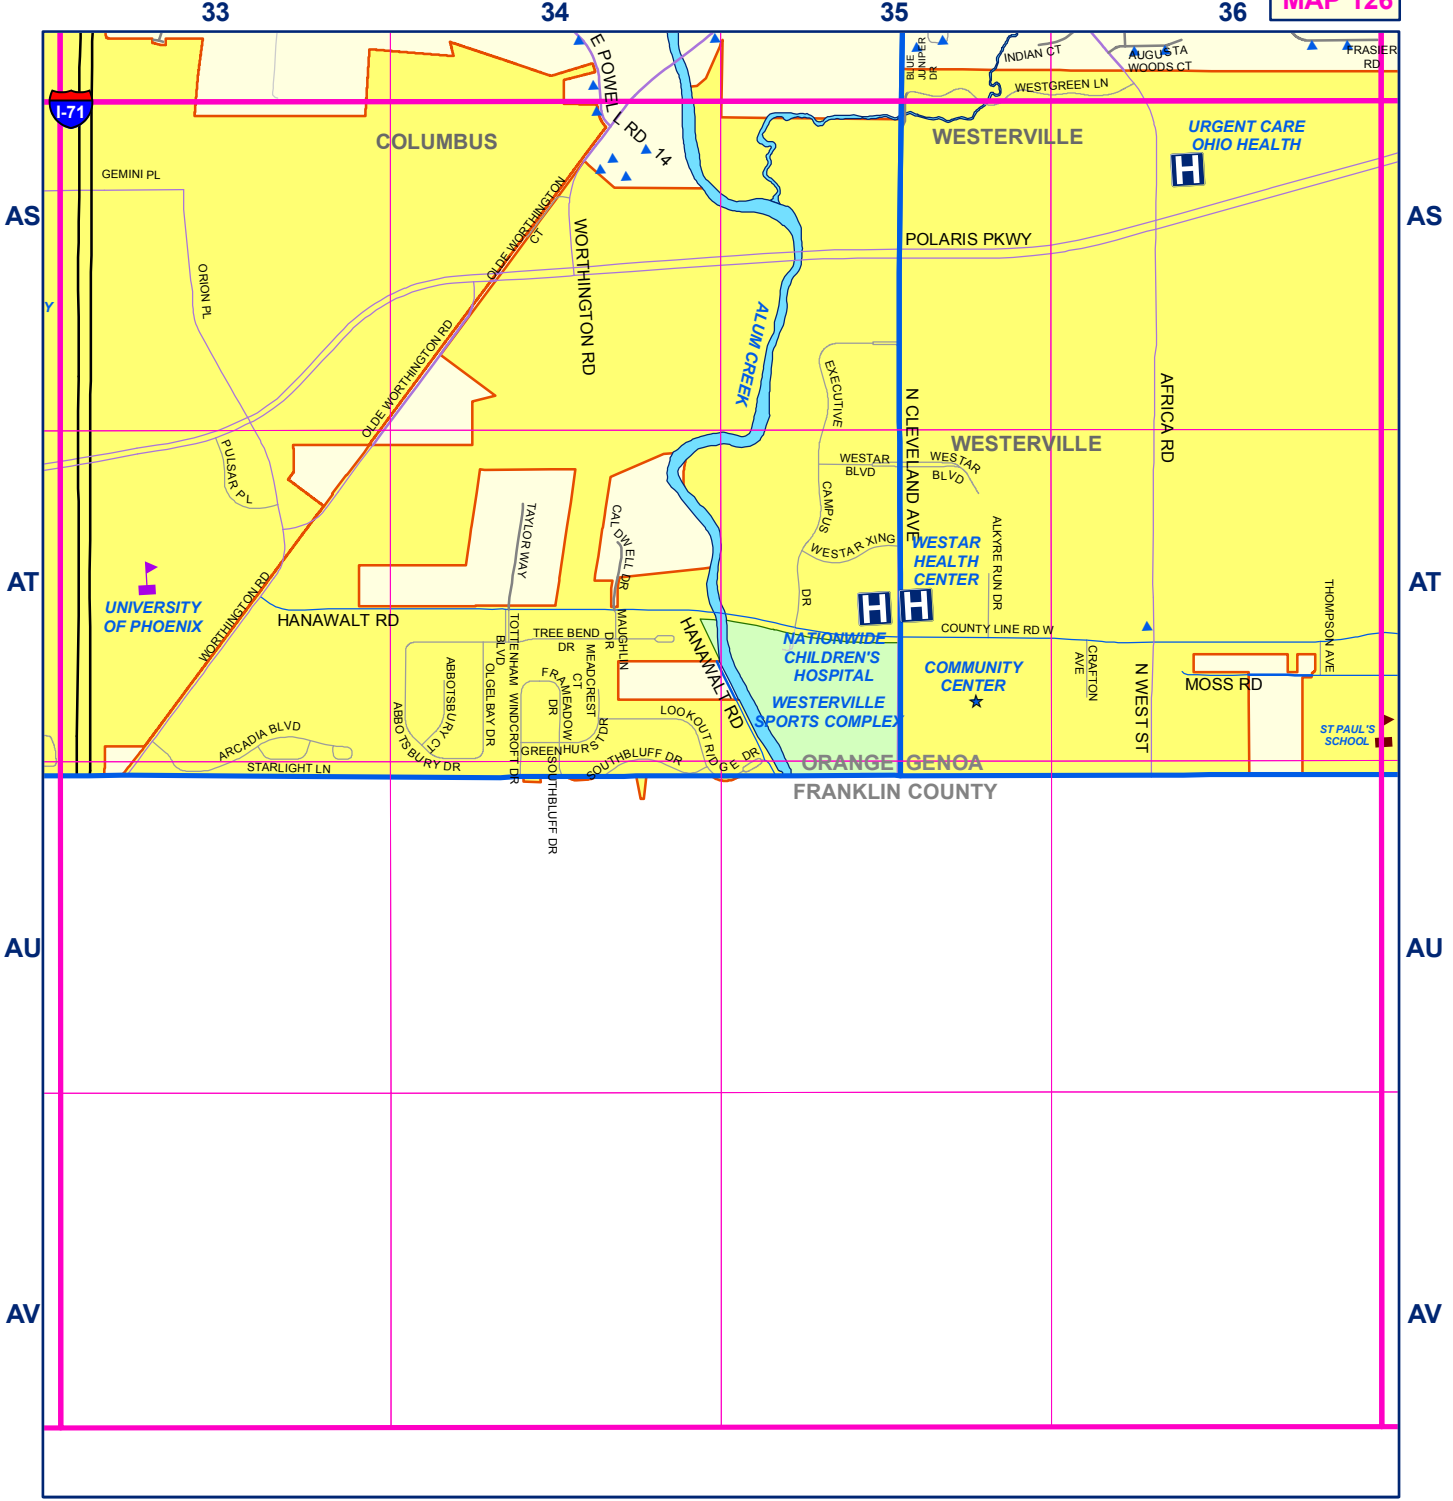 33
34
35
36
MAP 126
E POWELL RD
14
BLUE
JUNIPER
DR
INDIAN CT
AUGUSTA
WOODS CT
FRASIER
RD
WESTGREEN LN
I-71
COLUMBUS
WESTERVILLE
URGENT CARE
OHIO HEALTH
H
GEMINI PL
AS
AS
OLDE WORTHINGTON
CT
WORTHINGTON RD
POLARIS PKWY
ORION PL
Y
ALUM CREEK
OLDE WORTHINGTON RD
EXECUTIVE
N CLEVELAND AVE
AFRICA RD
WESTERVILLE
PULSAR PL
WESTAR
BLVD
WESTAR
BLVD
CAMPUS
TAYLOR WAY
CALDWELL DR
WESTAR XING
ALKYRE RUN DR
WESTAR
HEALTH
CENTER
AT
AT
UNIVERSITY
OF PHOENIX
WORTHINGTON RD
DR
H
H
THOMPSON AVE
HANAWALT RD
TOTTENHAM
BLVD
TREE BEND
DR
MAUGHLIN
DR
HANAWALT RD
COUNTY LINE RD W
NATIONWIDE
CHILDREN'S
HOSPITAL
COMMUNITY
CENTER
CRAFTON
AVE
N WEST ST
MOSS RD
ABBOTSBURY CT
OLGELBAY DR
FRAMEADOW
DR
MEADCREST
CT
WINDCROFT DR
WESTERVILLE
SPORTS COMPLEX
ABBOTSBURY DR
LOOKOUT RIDGE DR
ST PAUL'S
SCHOOL
ARCADIA BLVD
STARLIGHT LN
GREENHURST DR
SOUTHBLUFF DR
SOUTHBLUFF DR
ORANGE
GENOA
FRANKLIN COUNTY
AU
AU
AV
AV